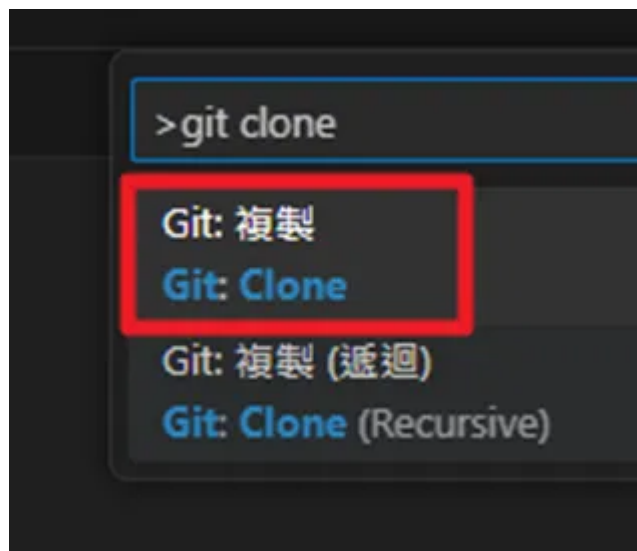 >git clone
Git: 複製
Git: Clone
Git: 複製 (遞迴)
Git: Clone (Recursive)